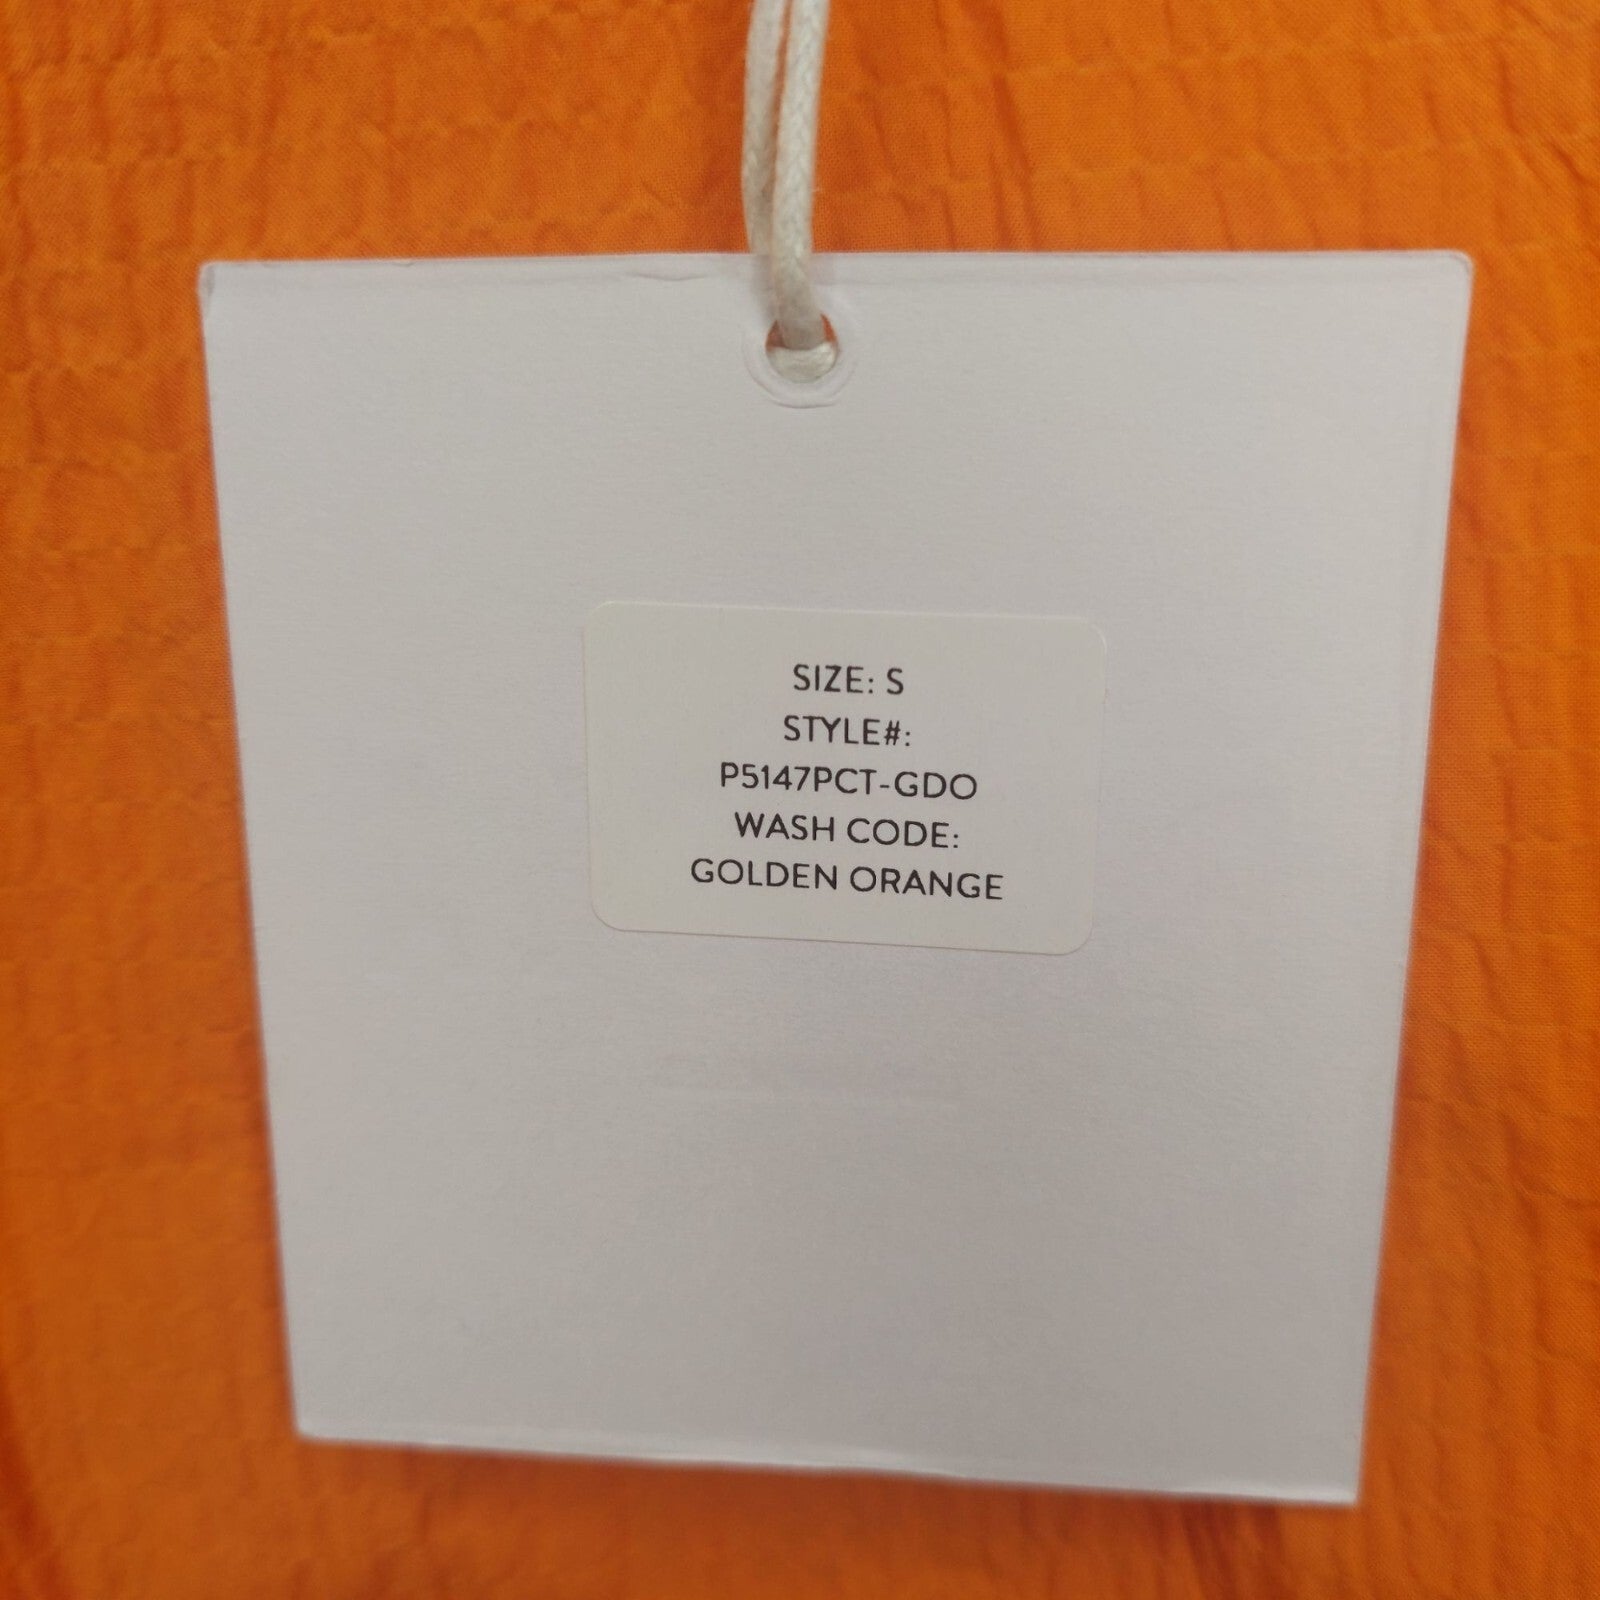 SIZE: S
STYLE#:
P5147PCT-GDO
WASH CODE:
GOLDEN ORANGE